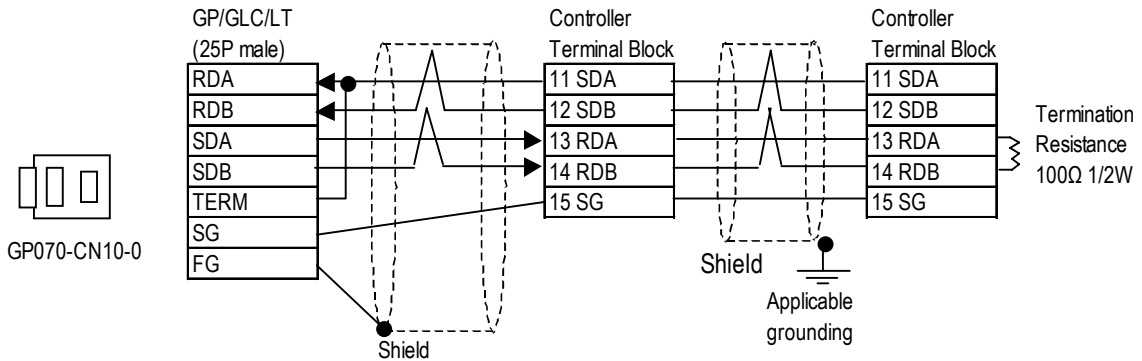 GP/GLC/LT
(25P male)
RDA
RDB
SDA
SDB
TERM
SG
FG
GP070-CN10-0
Shield
Controller
Terminal Block
11 SDA
12 SDB
13 RDA
14 RDB
15 SG
Shield
Applicable
grounding
Controller
Terminal Block
11 SDA
12 SDB
13 RDA
14 RDB
15 SG
Termination
Resistance
100Ω 1/2W